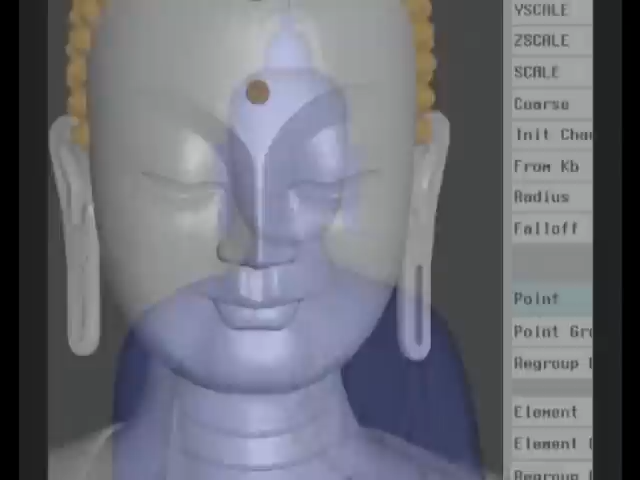 YSCALE
ZSCALE
SCALE
Coarse
Init Cha
From Kb
Radius
Falloff
Point
Point Gr
Regroup
Element
Element
Regroup